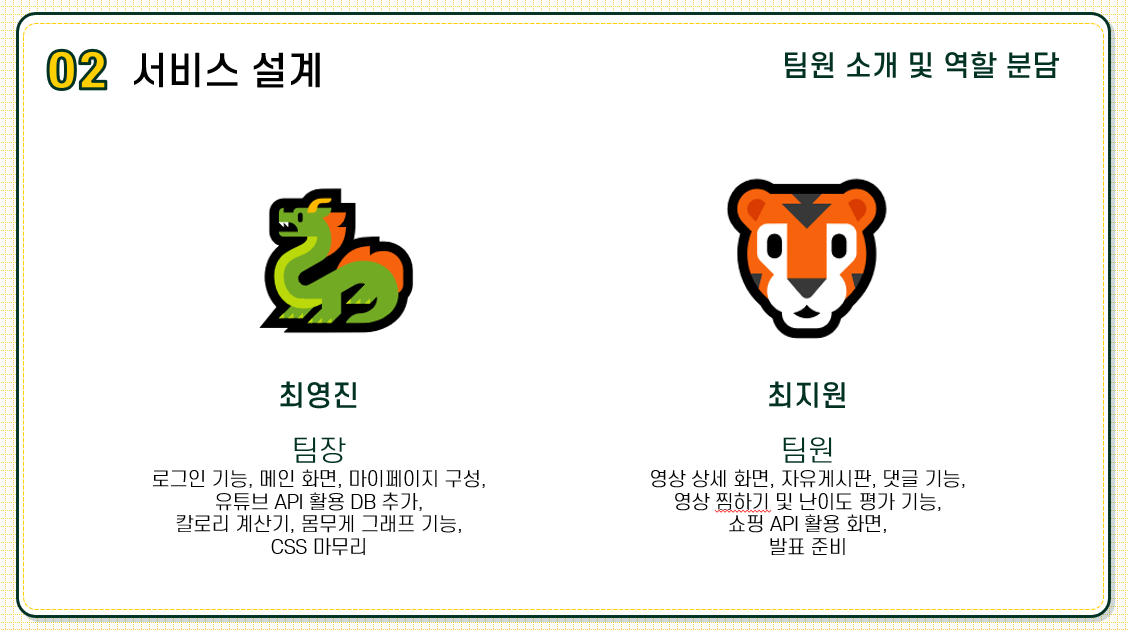 02 서비스 설계
팀원 소개 및 역할 분담
최영진
팀장
로그인 기능, 메인 화면, 마이페이지 구성,
유튜브 API 활용 DB 추가,
칼로리 계산기, 몸무게 그래프 기능,
CSS 마무리
최지원
팀원
영상 상세 화면, 자유게시판, 댓글 기능,
영상 찜하기 및 난이도 평가 기능,
쇼핑 API 활용 화면,
발표 준비